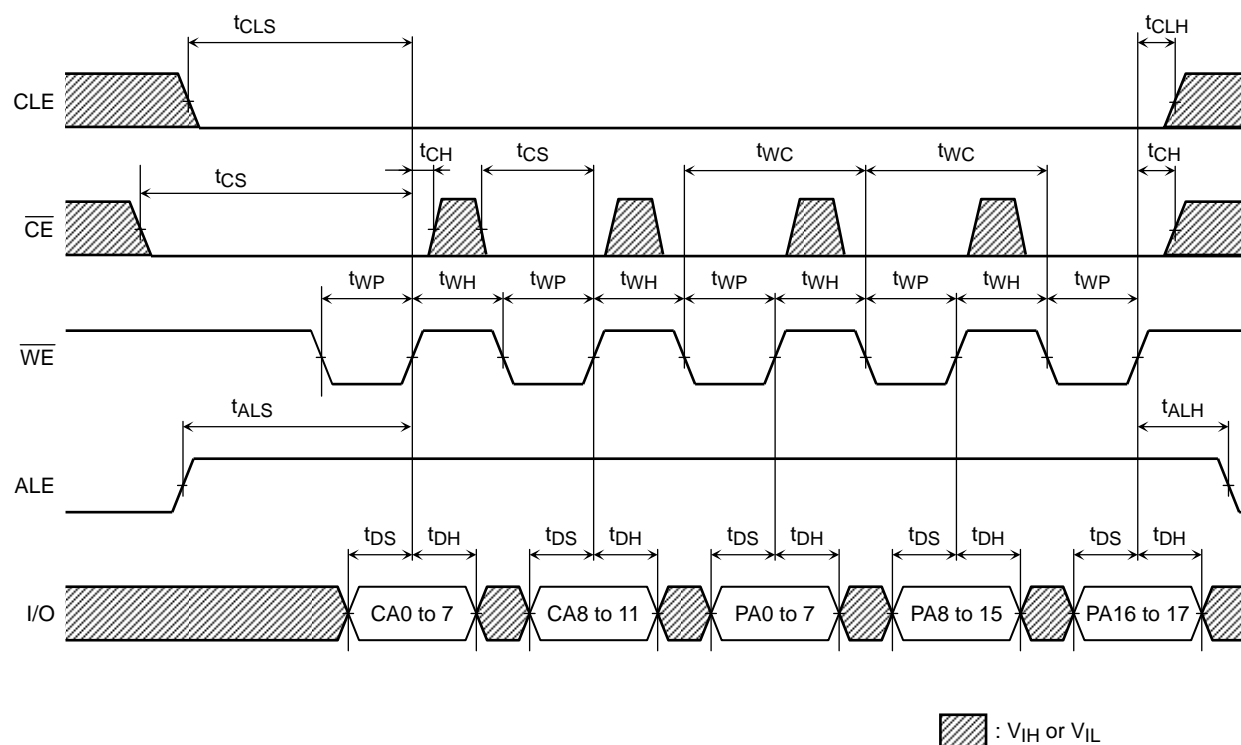 tCLS tCLH
CLE
tCH tCS tWC tWC tCH
tCS
CE
tWP tWH tWP tWH tWP tWH tWP tWH tWP
WE
tALS tALH
ALE
tDS tDH tDS tDH tDS tDH tDS tDH tDS tDH
I/O CA0 to 7 CA8 to 11 PA0 to 7 PA8 to 15 PA16 to 17
: VIH or VIL